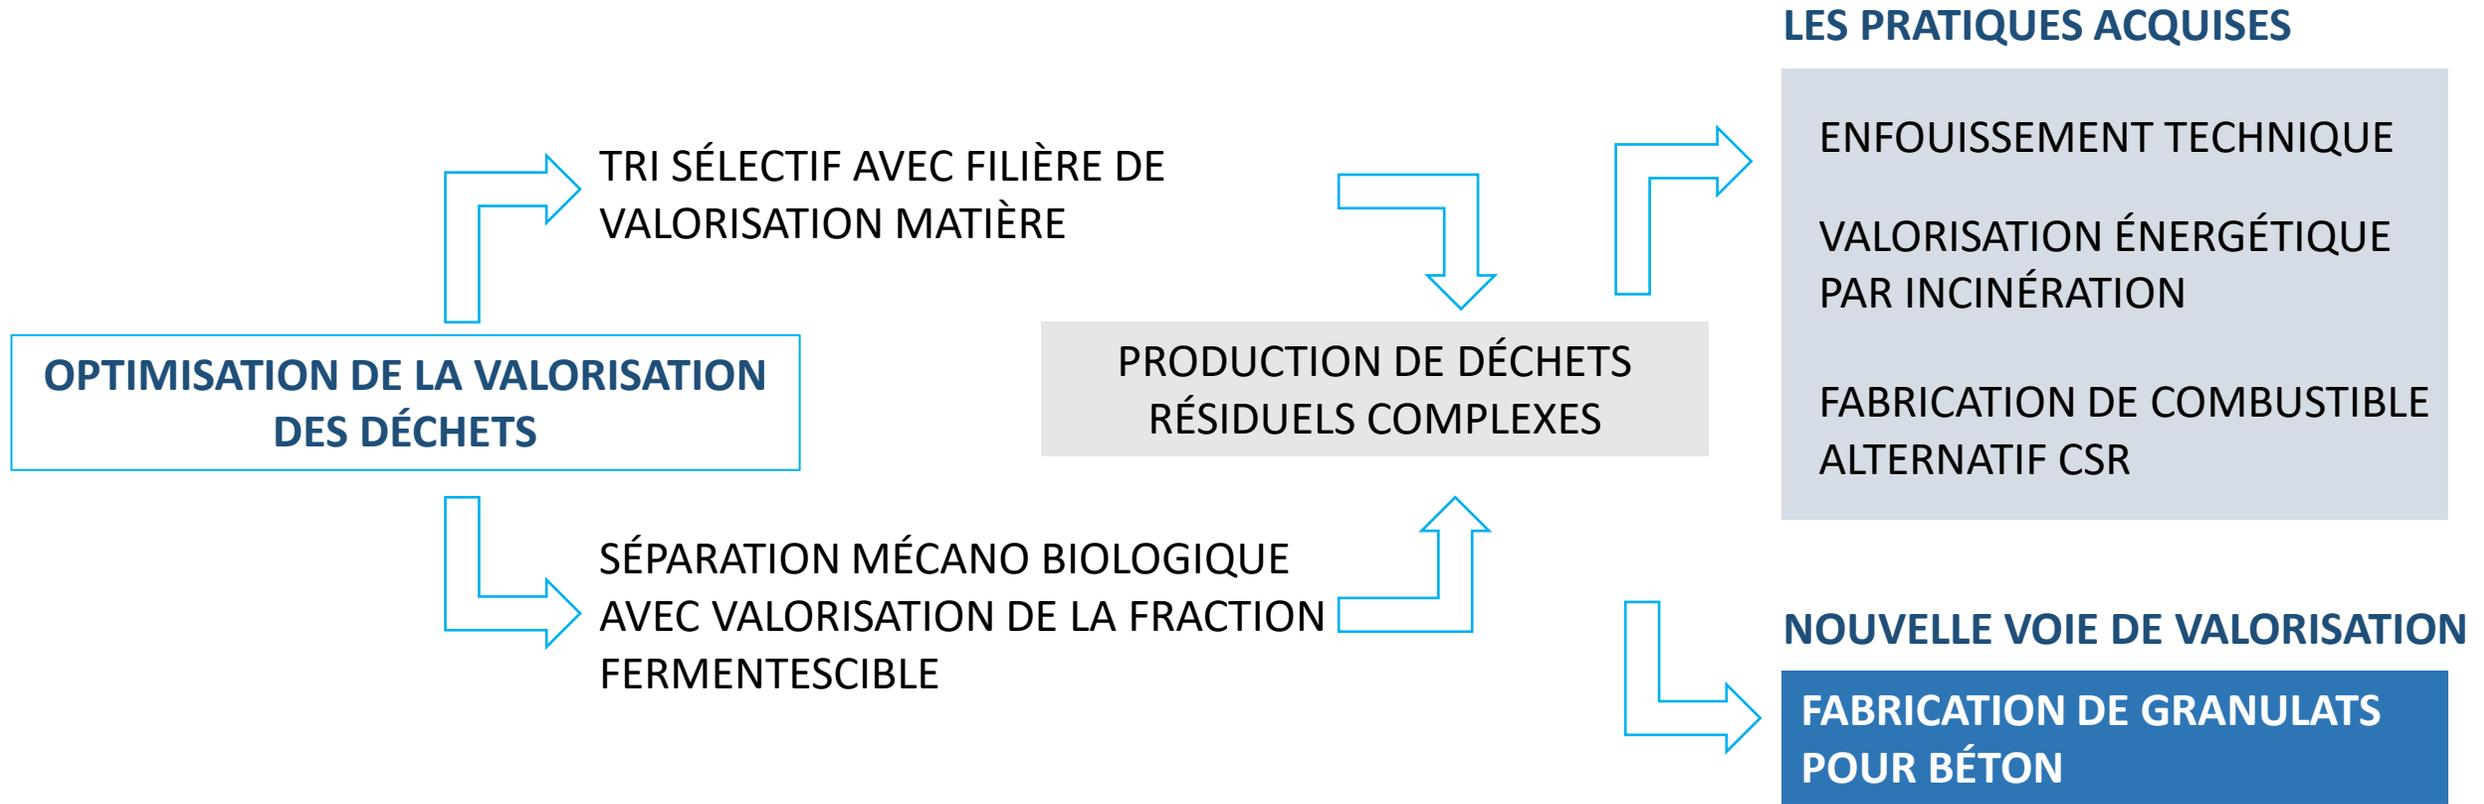 OPTIMISATION DE LA VALORISATION
DES DÉCHETS
TRI SÉLECTIF AVEC FILIÈRE DE
VALORISATION MATIÈRE
SÉPARATION MÉCANO BIOLOGIQUE
AVEC VALORISATION DE LA FRACTION
FERMENTESCIBLE
PRODUCTION DE DÉCHETS
RÉSIDUELS COMPLEXES
LES PRATIQUES ACQUISES
ENFOUISSEMENT TECHNIQUE
VALORISATION ÉNERGÉTIQUE
PAR INCINÉRATION
FABRICATION DE COMBUSTIBLE
ALTERNATIF CSR
NOUVELLE VOIE DE VALORISATION
FABRICATION DE GRANULATS
POUR BÉTON